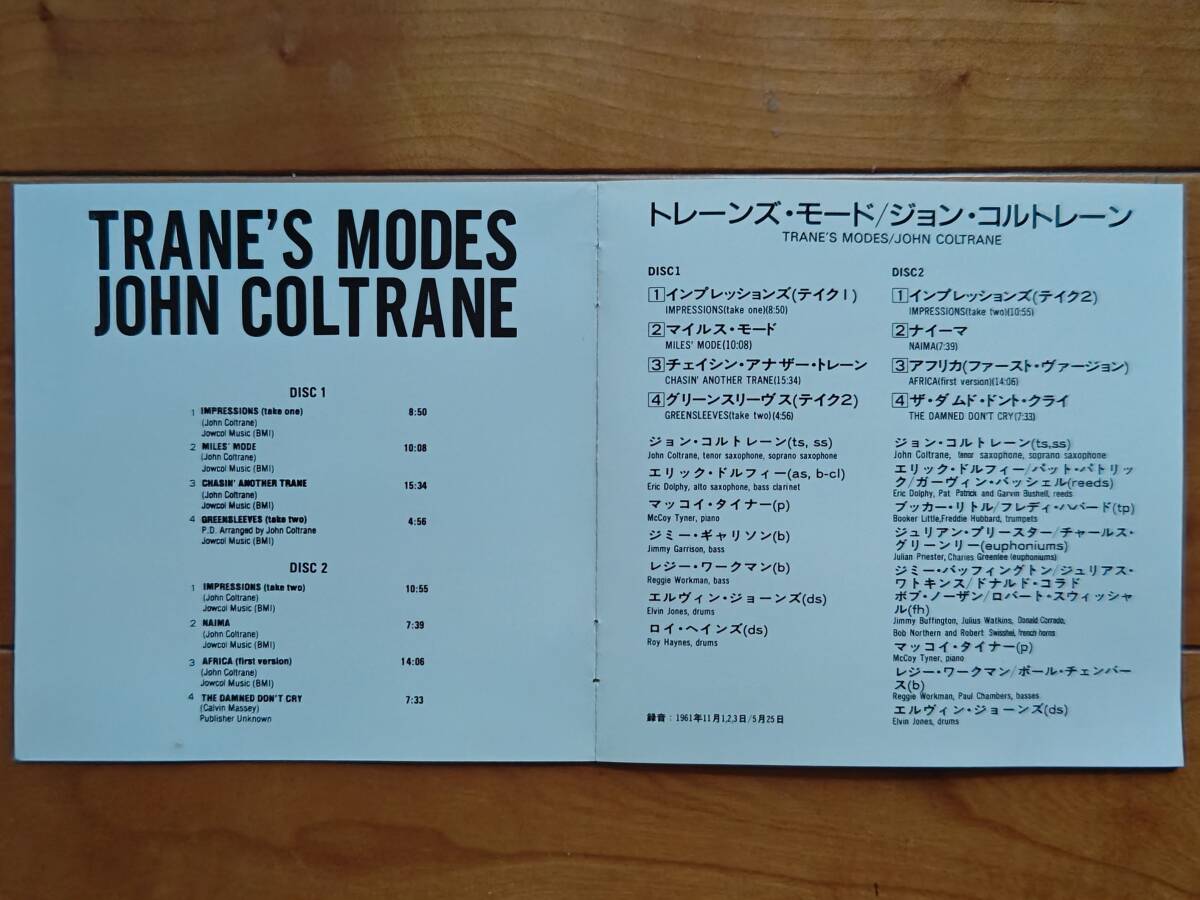 TRANE'S MODES
JOHN COLTRANE
DISC 1
1 IMPRESSIONS (take one) 8:50
(John Coltrane)
Jowcol Music (BMI)
2 MILES' MODE 10:08
(John Coltrane)
Jowcol Music (BMI)
3 CHASIN' ANOTHER TRANE 15:34
(John Coltrane)
Jowcol Music (BMI)
4 GREENSLEEVES (take two) 4:56
P.D. Arranged by John Coltrane
Jowcol Music (BMI)
DISC 2
1 IMPRESSIONS (take two) 10:55
(John Coltrane)
Jowcol Music (BMI)
2 NAIMA 7:39
(John Coltrane)
Jowcol Music (BMI)
3 AFRICA (first version) 14:06
(John Coltrane)
Jowcol Music (BMI)
4 THE DAMNED DON'T CRY 7:33
(Calvin Massey)
Publisher Unknown
トレーンズ・モード/ジョン・コルトレーン
TRANE'S MODES/JOHN COLTRANE
DISC1
1 インプレッションズ(テイク1)
IMPRESSIONS(take one)(8:50)
2 マイルス・モード
MILES' MODE(10:08)
3 チェイシン・アナザー・トレーン
CHASIN' ANOTHER TRANE(15:34)
4 グリーンスリーヴス(テイク2)
GREENSLEEVES(take two)(4:56)
ジョン・コルトレーン(ts, ss)
John Coltrane, tenor saxophone, soprano saxophone
エリック・ドルフィー(as, b-cl)
Eric Dolphy, alto saxophone, bass clarinet
マッコイ・タイナー(p)
McCoy Tyner, piano
ジミー・ギャリソン(b)
Jimmy Garrison, bass
レジー・ワークマン(b)
Reggie Workman, bass
エルヴィン・ジョーンズ(ds)
Elvin Jones, drums
ロイ・ヘインズ(ds)
Roy Haynes, drums
録音：1961年11月1,2,3日/5月25日
DISC2
1 インプレッションズ(テイク2)
IMPRESSIONS(take two)(10:55)
2 ナイーマ
NAIMA(7:39)
3 アフリカ(ファースト・ヴァージョン)
AFRICA(first version)(14:06)
4 ザ・ダムド・ドント・クライ
THE DAMNED DON'T CRY(7:33)
ジョン・コルトレーン(ts,ss)
John Coltrane, tenor saxophone, soprano saxophone
エリック・ドルフィー/パット・パトリッ
ク/ガーヴィン・バッシェル(reeds)
Eric Dolphy, Pat Patrick and Garvin Bushell, reeds
ブッカー・リトル/フレディ・ハバード(tp)
Booker Little,Freddie Hubbard, trumpets
ジュリアン・プリースター/チャールス・
グリーンリー(euphoniums)
Julian Priester, Charles Greenlee (euphoniums)
ジミー・バッフィングトン/ジュリアス・
ワトキンス/ドナルド・コラド
ボブ・ノーザン/ロバート・スウィッシャ
ル(fh)
Jimmy Buffington, Julius Watkins, Donald Corrado,
Bob Northern and Robert Swisshel, french horns
マッコイ・タイナー(p)
McCoy Tyner, piano
レジー・ワークマン/ポール・チェンバー
ス(b)
Reggie Workman, Paul Chambers, basses
エルヴィン・ジョーンズ(ds)
Elvin Jones, drums